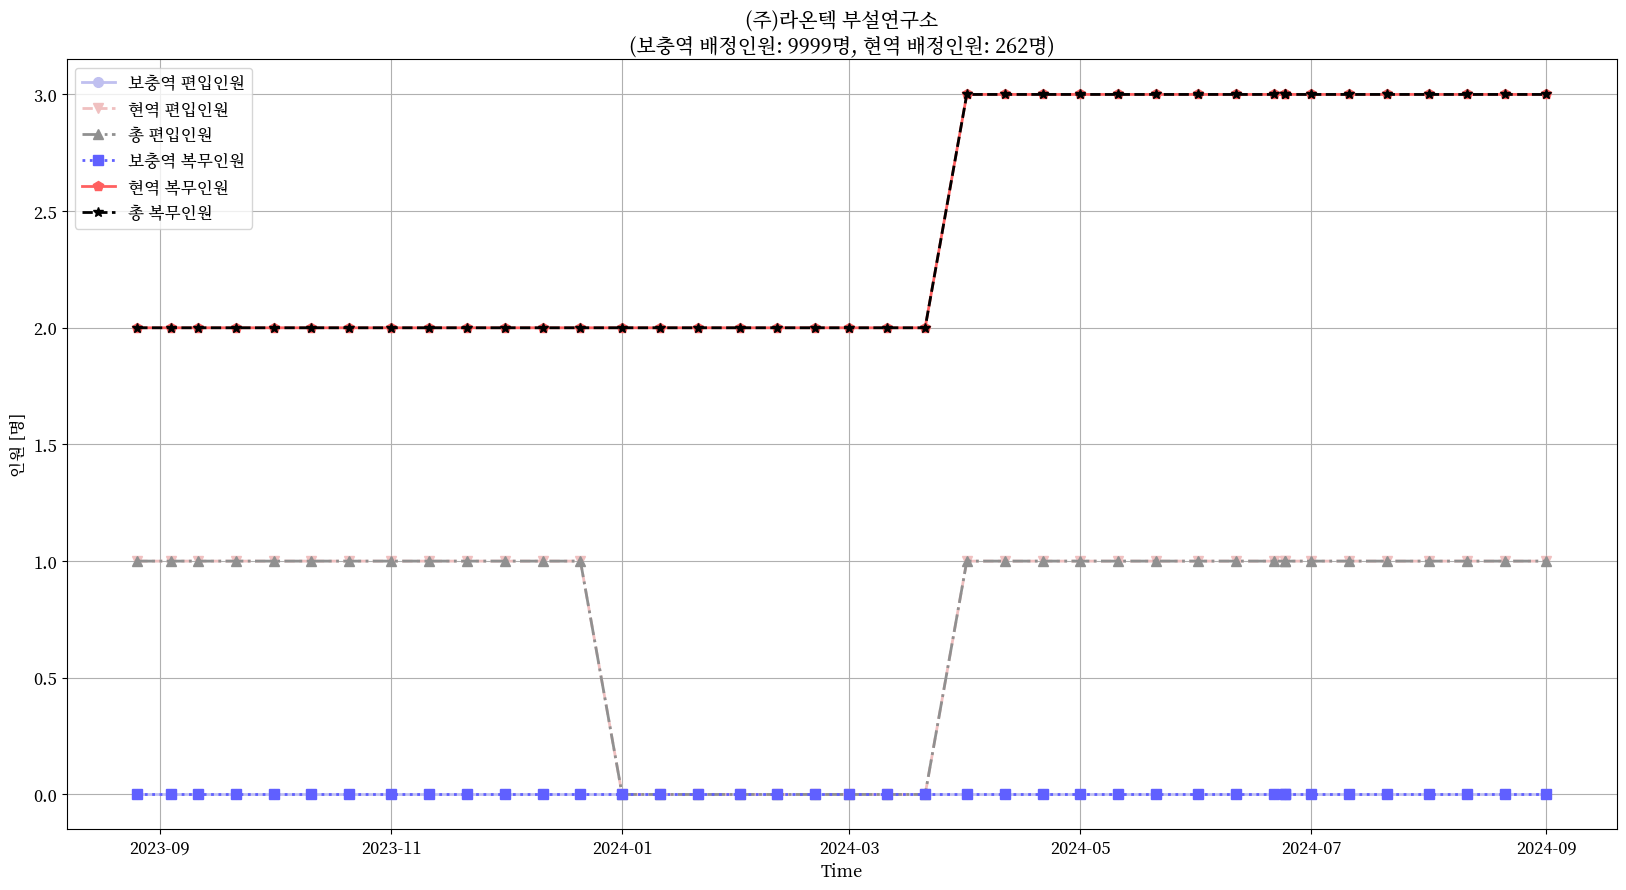 (주)라온텍 부설연구소
(보충역 배정인원: 9999명, 현역 배정인원: 262명)
보충역 편입인원
현역 편입인원
총 편입인원
보충역 복무인원
현역 복무인원
총 복무인원
3.0
2.5
2.0
1.5
1.0
0.5
0.0
인원 [명]
2023-09
2023-11
2024-01
2024-03
2024-05
2024-07
2024-09
Time